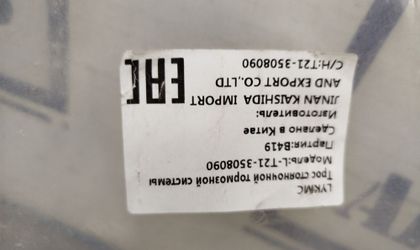 LYKMC
Трос стояночной тормозной системы
Модель:L-T21-3508090
Партия:B419
Сделано в Китае
Изготовитель:
JINAN KAISHIDA IMPORT
AND EXPORT CO.,LTD
C/H:T21-3508090
EAC